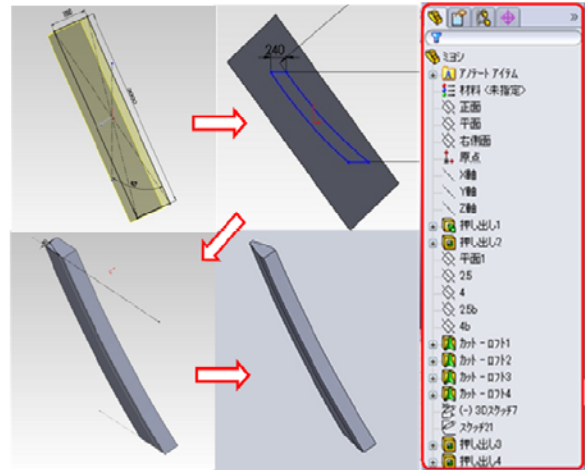 240
»
ミヨシ
アノテート アイテム
材料 <未指定>
正面
平面
右側面
原点
X軸
Y軸
Z軸
押し出し1
押し出し2
平面1
2.5
4
2.5b
4b
カット - ロフト1
カット - ロフト2
カット - ロフト3
カット - ロフト4
(-) 3Dスケッチ7
スケッチ21
押し出し3
押し出し4